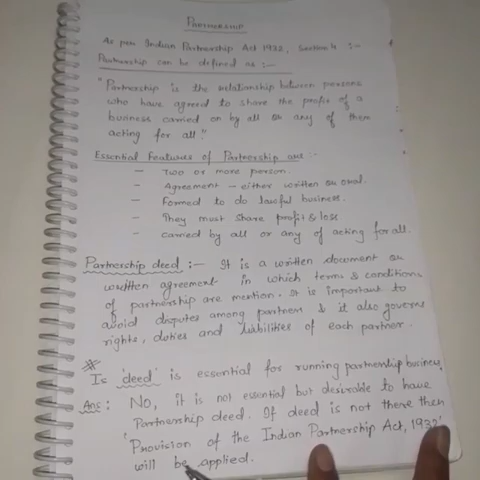 Partnership
As per Indian Partnership Act 1932, Section 4 :-
Partnership can be defined as :-
"Partnership is the relationship between persons
who have agreed to share the profit of a
business carried on by all or any of them
acting for all."
Essential Features of Partnership are :-
- Two or more person.
- Agreement - either written or oral.
- Formed to do lawful business.
- They must share profit & loss
- carried by all or any of acting for all.
Partnership deed :- It is a written document or
written agreement in which terms & conditions
of partnership are mention. It is important to
avoid disputes among partners & it also governs
rights, duties and liabilities of each partner.
#
Is 'deed' is essential for running partnership business
Ans : No, it is not essential but desirable to have
Partnership deed. If deed is not there then
'Provision of the Indian Partnership Act, 1932'
will be applied.